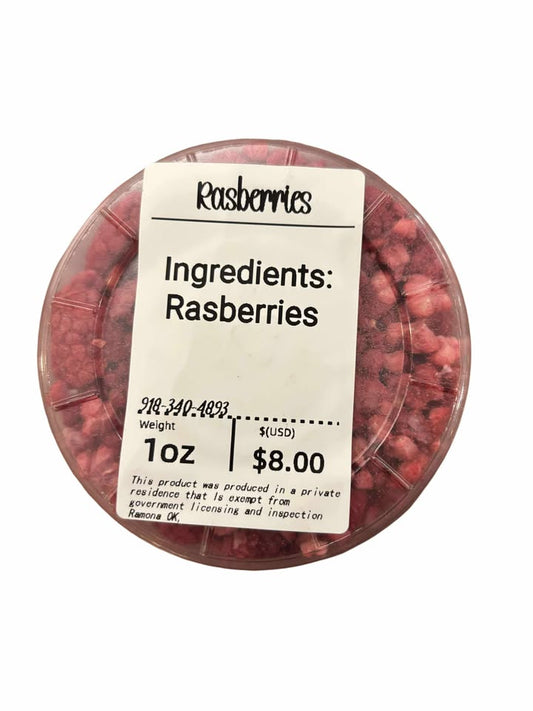 Rasberries
Ingredients:
Rasberries
918-340-4893
Weight
1oz
$(USD)
$8.00
This product was produced in a private
residence that is exempt from
government licensing and inspection
Ramona OK,